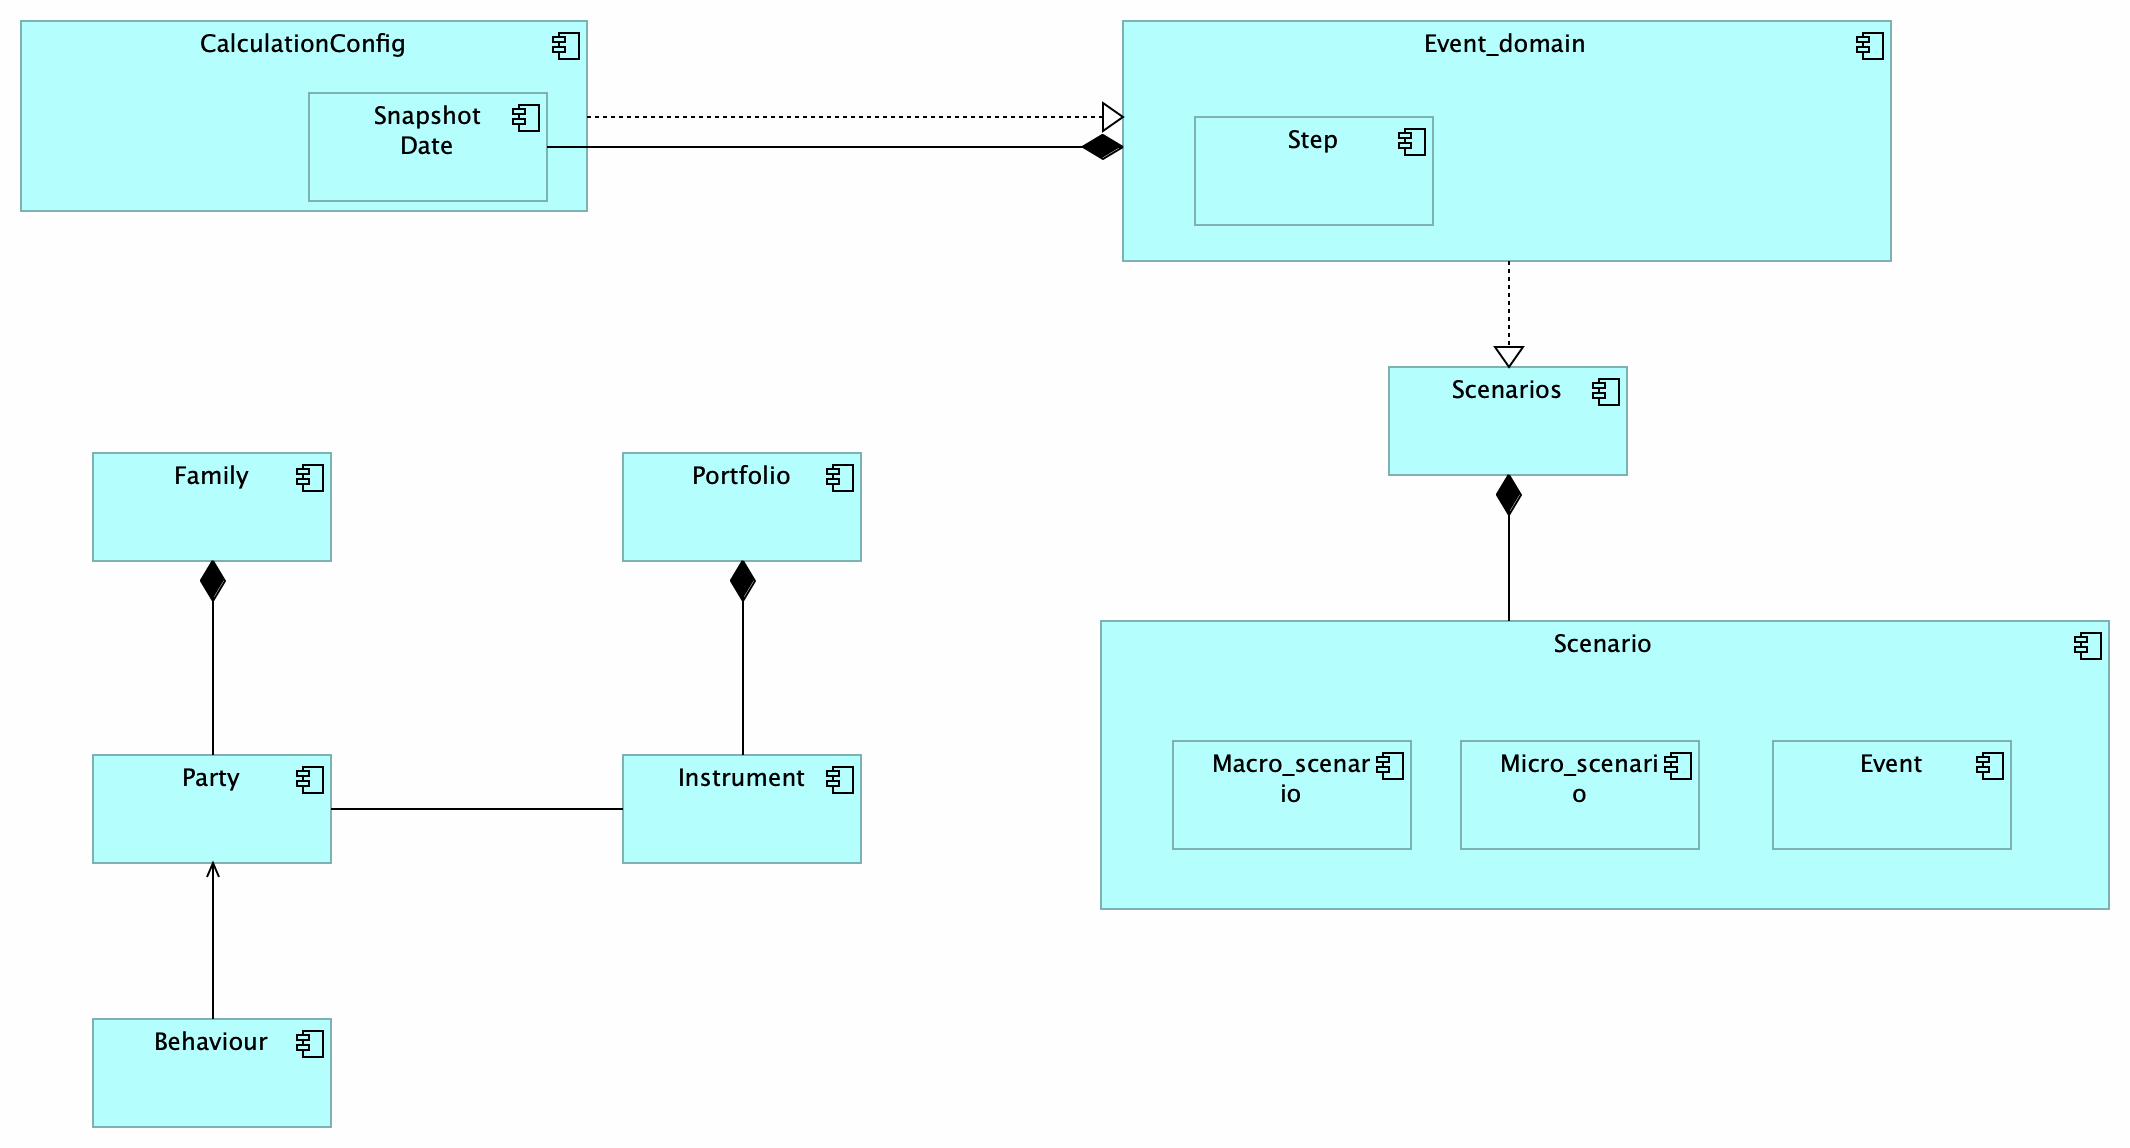 CalculationConfig
Snapshot
Date
Event_domain
Step
Scenarios
Family
Portfolio
Scenario
Macro_scenar
io
Micro_scenari
o
Event
Party
Instrument
Behaviour